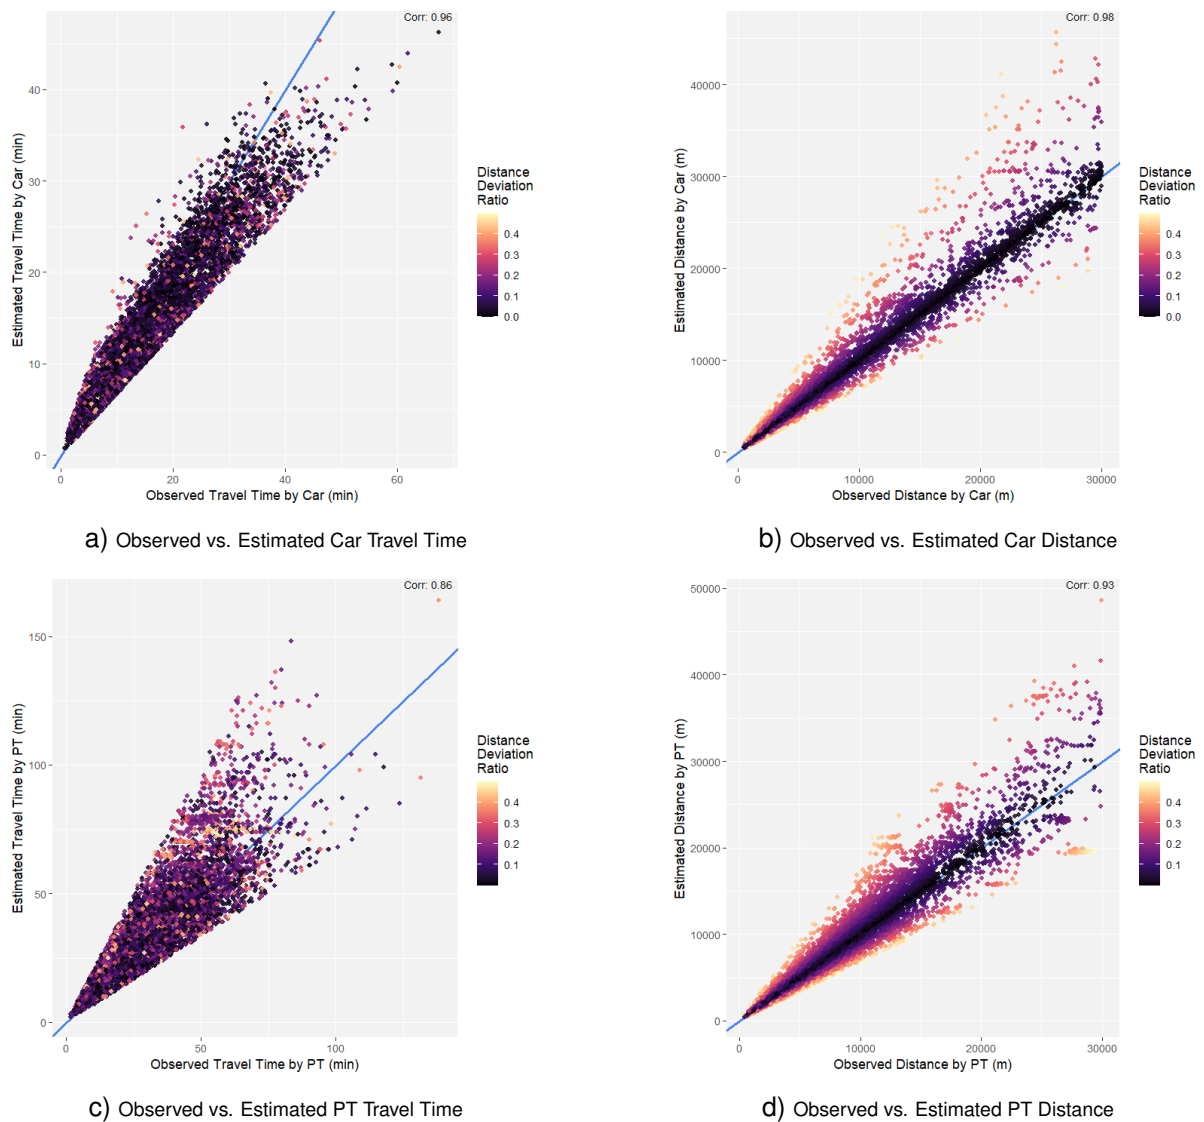 Corr: 0.96
Estimated Travel Time by Car (min)
40
30
20
10
0
0 20 40 60
Observed Travel Time by Car (min)
Distance
Deviation
Ratio
0.4
0.3
0.2
0.1
0.0
a) Observed vs. Estimated Car Travel Time
Corr: 0.98
Estimated Distance by Car (m)
40000
30000
20000
10000
0
0 10000 20000 30000
Observed Distance by Car (m)
Distance
Deviation
Ratio
0.4
0.3
0.2
0.1
0.0
b) Observed vs. Estimated Car Distance
Corr: 0.86
Estimated Travel Time by PT (min)
150
100
50
0
0 50 100
Observed Travel Time by PT (min)
Distance
Deviation
Ratio
0.4
0.3
0.2
0.1
c) Observed vs. Estimated PT Travel Time
Corr: 0.93
Estimated Distance by PT (m)
50000
40000
30000
20000
10000
0
0 10000 20000 30000
Observed Distance by PT (m)
Distance
Deviation
Ratio
0.4
0.3
0.2
0.1
d) Observed vs. Estimated PT Distance